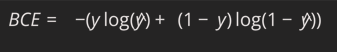 BCE = −(y log(ŷ) + (1 − y) log(1 − ŷ))